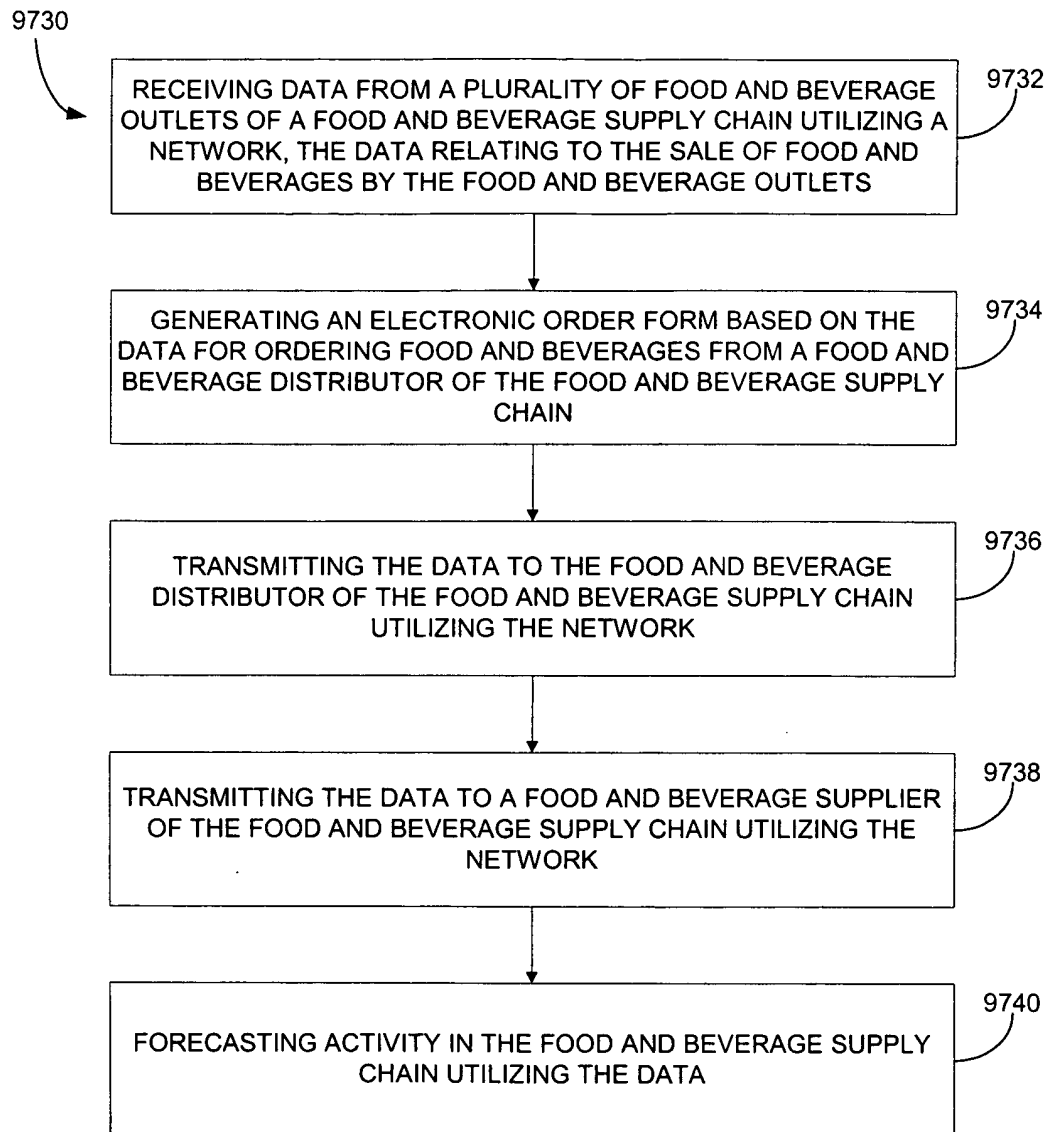 9730
RECEIVING DATA FROM A PLURALITY OF FOOD AND BEVERAGE
OUTLETS OF A FOOD AND BEVERAGE SUPPLY CHAIN UTILIZING A
NETWORK, THE DATA RELATING TO THE SALE OF FOOD AND
BEVERAGES BY THE FOOD AND BEVERAGE OUTLETS
9732
GENERATING AN ELECTRONIC ORDER FORM BASED ON THE
DATA FOR ORDERING FOOD AND BEVERAGES FROM A FOOD AND
BEVERAGE DISTRIBUTOR OF THE FOOD AND BEVERAGE SUPPLY
CHAIN
9734
TRANSMITTING THE DATA TO THE FOOD AND BEVERAGE
DISTRIBUTOR OF THE FOOD AND BEVERAGE SUPPLY CHAIN
UTILIZING THE NETWORK
9736
TRANSMITTING THE DATA TO A FOOD AND BEVERAGE SUPPLIER
OF THE FOOD AND BEVERAGE SUPPLY CHAIN UTILIZING THE
NETWORK
9738
FORECASTING ACTIVITY IN THE FOOD AND BEVERAGE SUPPLY
CHAIN UTILIZING THE DATA
9740